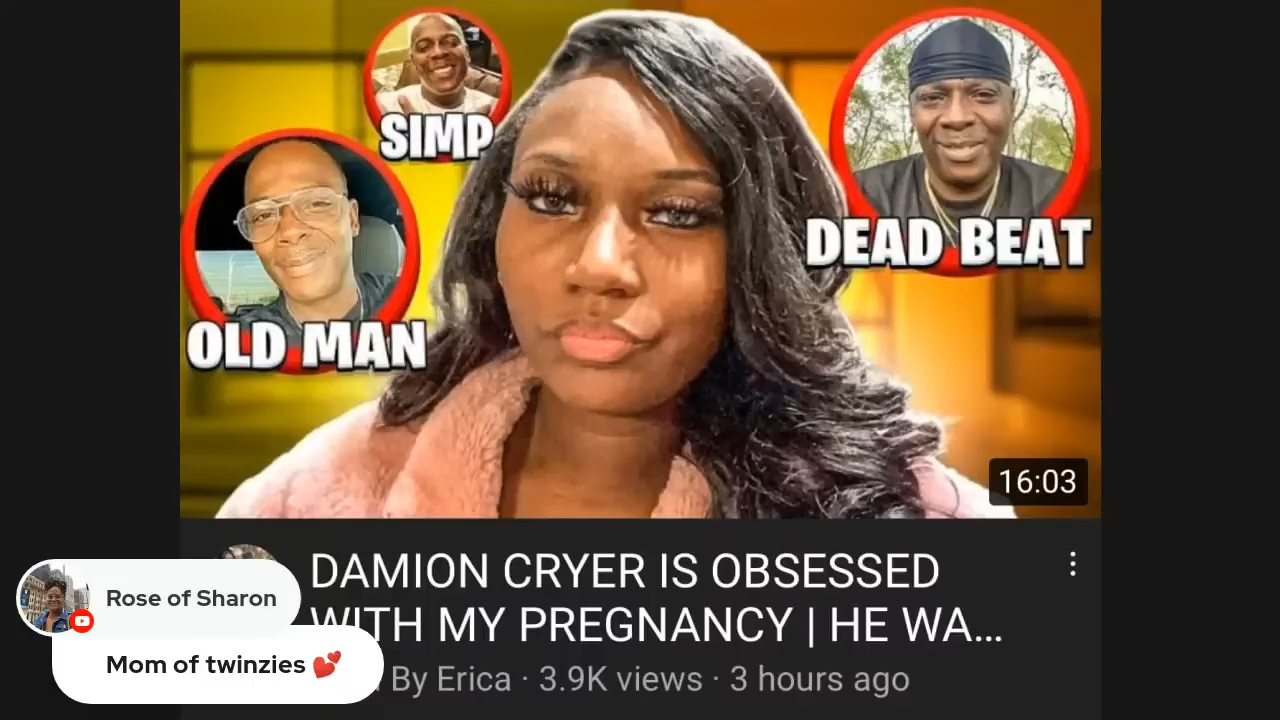 SIMP
OLD MAN
DEAD BEAT
16:03
DAMION CRYER IS OBSESSED
WITH MY PREGNANCY | HE WA...
By Erica · 3.9K views · 3 hours ago
Rose of Sharon
Mom of twinzies 💕